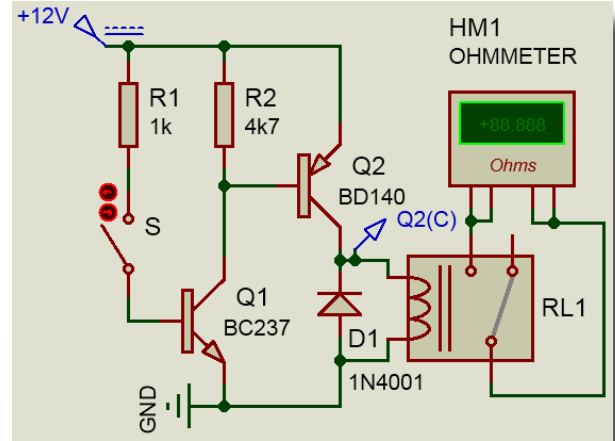 +12V
HM1
OHMMETER
R1
1k
R2
4k7
+88.888
Ohms
Q2
BD140
S
Q2(C)
Q1
BC237
D1
1N4001
RL1
GND